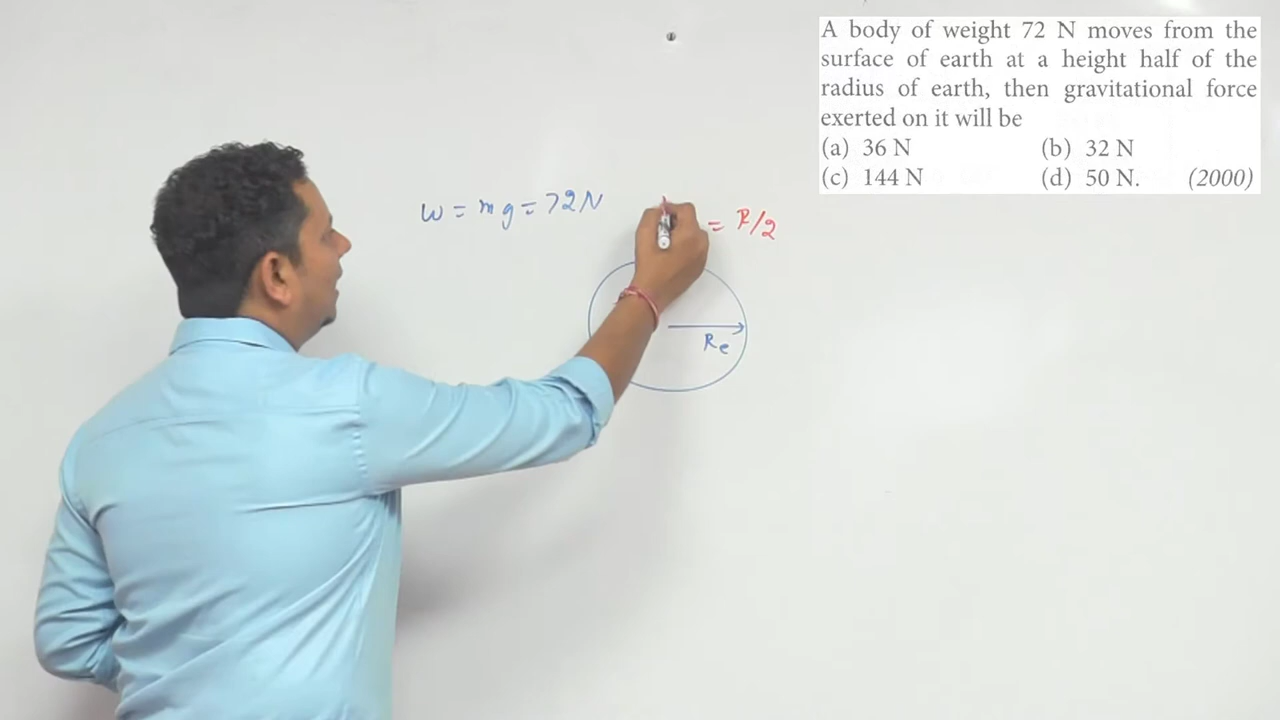 A body of weight 72 N moves from the
surface of earth at a height half of the
radius of earth, then gravitational force
exerted on it will be
(a) 36 N (b) 32 N
(c) 144 N (d) 50 N. (2000)
w = mg = 72N
= R/2
Re